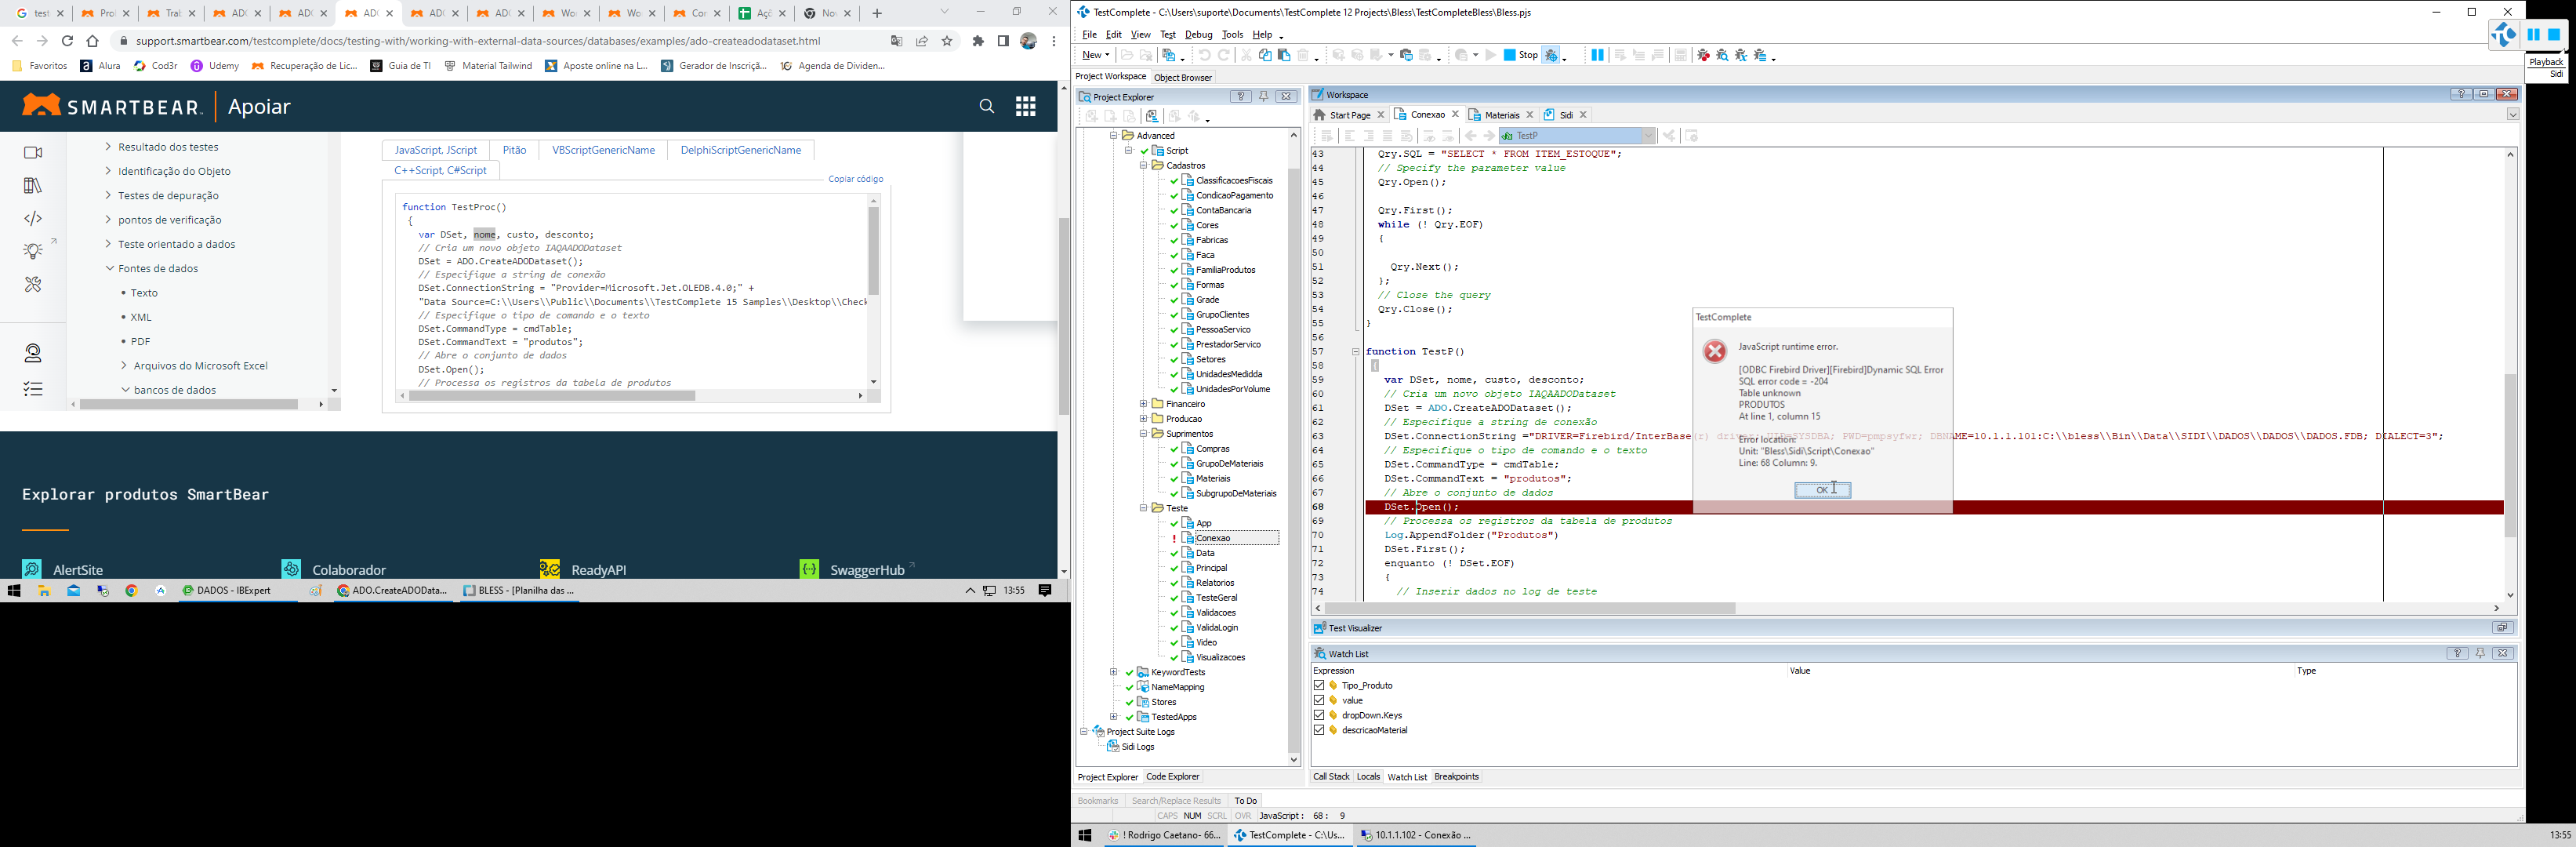 test
Prol
Tral
ADC
ADC
ADC
ADC
ADC
Wor
Wor
Cor
Açõ
Nov
support.smartbear.com/testcomplete/docs/testing-with/working-with-external-data-sources/databases/examples/ado-createadodataset.html
Favoritos
Alura
Cod3r
Udemy
Recuperação de Lic...
Guia de TI
Material Tailwind
Aposte online na L...
Gerador de Inscriçã...
Agenda de Dividen...
SMARTBEAR
Apoiar
Resultado dos testes
Identificação do Objeto
Testes de depuração
pontos de verificação
Teste orientado a dados
Fontes de dados
Texto
XML
PDF
Arquivos do Microsoft Excel
bancos de dados
JavaScript, JScript
Pitão
VBScriptGenericName
DelphiScriptGenericName
C++Script, C#Script
Copiar código
function TestProc()
{
var DSet, nome, custo, desconto;
// Cria um novo objeto IAQAADODataset
DSet = ADO.CreateADODataset();
// Especifique a string de conexão
DSet.ConnectionString = "Provider=Microsoft.Jet.OLEDB.4.0;" +
"Data Source=C:\\Users\\Public\\Documents\\TestComplete 15 Samples\\Desktop\\Check
// Especifique o tipo de comando e o texto
DSet.CommandType = cmdTable;
DSet.CommandText = "produtos";
// Abre o conjunto de dados
DSet.Open();
// Processa os registros da tabela de produtos
Explorar produtos SmartBear
AlertSite
Colaborador
ReadyAPI
SwaggerHub
DADOS - IBExpert
ADO.CreateADOData...
BLESS - [Planilha das ...
13:55
TestComplete - C:\Users\suporte\Documents\TestComplete 12 Projects\Bless\TestCompleteBless\Bless.pjs
File Edit View Test Debug Tools Help
New
Stop
Playback
Sidi
Project Workspace Object Browser
Project Explorer
Advanced
Script
Cadastros
ClassificacoesFiscais
CondicaoPagamento
ContaBancaria
Cores
Fabricas
Faca
FamiliaProdutos
Formas
Grade
GrupoClientes
PessoaServico
PrestadorServico
Setores
UnidadesMedidda
UnidadesPorVolume
Financeiro
Producao
Suprimentos
Compras
GrupoDeMateriais
Materiais
SubgrupoDeMateriais
Teste
App
Conexao
Data
Principal
Relatorios
TesteGeral
Validacoes
ValidaLogin
Video
Visualizacoes
KeywordTests
NameMapping
Stores
TestedApps
Project Suite Logs
Sidi Logs
Project Explorer Code Explorer
Workspace
Start Page
Conexao
Materiais
Sidi
TestP
43 Qry.SQL = "SELECT * FROM ITEM_ESTOQUE";
44 // Specify the parameter value
45 Qry.Open();
46
47 Qry.First();
48 while (! Qry.EOF)
49 {
50
51 Qry.Next();
52 };
53 // Close the query
54 Qry.Close();
55 }
56
57 function TestP()
58 {
59 var DSet, nome, custo, desconto;
60 // Cria um novo objeto IAQAADODataset
61 DSet = ADO.CreateADODataset();
62 // Especifique a string de conexão
63 DSet.ConnectionString ="DRIVER=Firebird/InterBase(r) driver; UID=SYSDBA; PWD=pmpsyfwr; DBNAME=10.1.1.101:C:\\bless\\Bin\\Data\\SIDI\\DADOS\\DADOS\\DADOS.FDB; DIALECT=3";
64 // Especifique o tipo de comando e o texto
65 DSet.CommandType = cmdTable;
66 DSet.CommandText = "produtos";
67 // Abre o conjunto de dados
68 DSet.Open();
69 // Processa os registros da tabela de produtos
70 Log.AppendFolder("Produtos")
71 DSet.First();
72 enquanto (! DSet.EOF)
73 {
74 // Inserir dados no log de teste
TestComplete
JavaScript runtime error.
[ODBC Firebird Driver][Firebird]Dynamic SQL Error
SQL error code = -204
Table unknown
PRODUTOS
At line 1, column 15
Error location:
Unit: "Bless\Sidi\Script\Conexao"
Line: 68 Column: 9.
OK
Test Visualizer
Watch List
Expression Value Type
Tipo_Produto
value
dropDown.Keys
descricaoMaterial
Call Stack Locals Watch List Breakpoints
Bookmarks Search/Replace Results To Do
CAPS NUM SCRL OVR JavaScript: 68: 9
! Rodrigo Caetano- 66...
TestComplete - C:\Us...
10.1.1.102 - Conexão ...
13:55